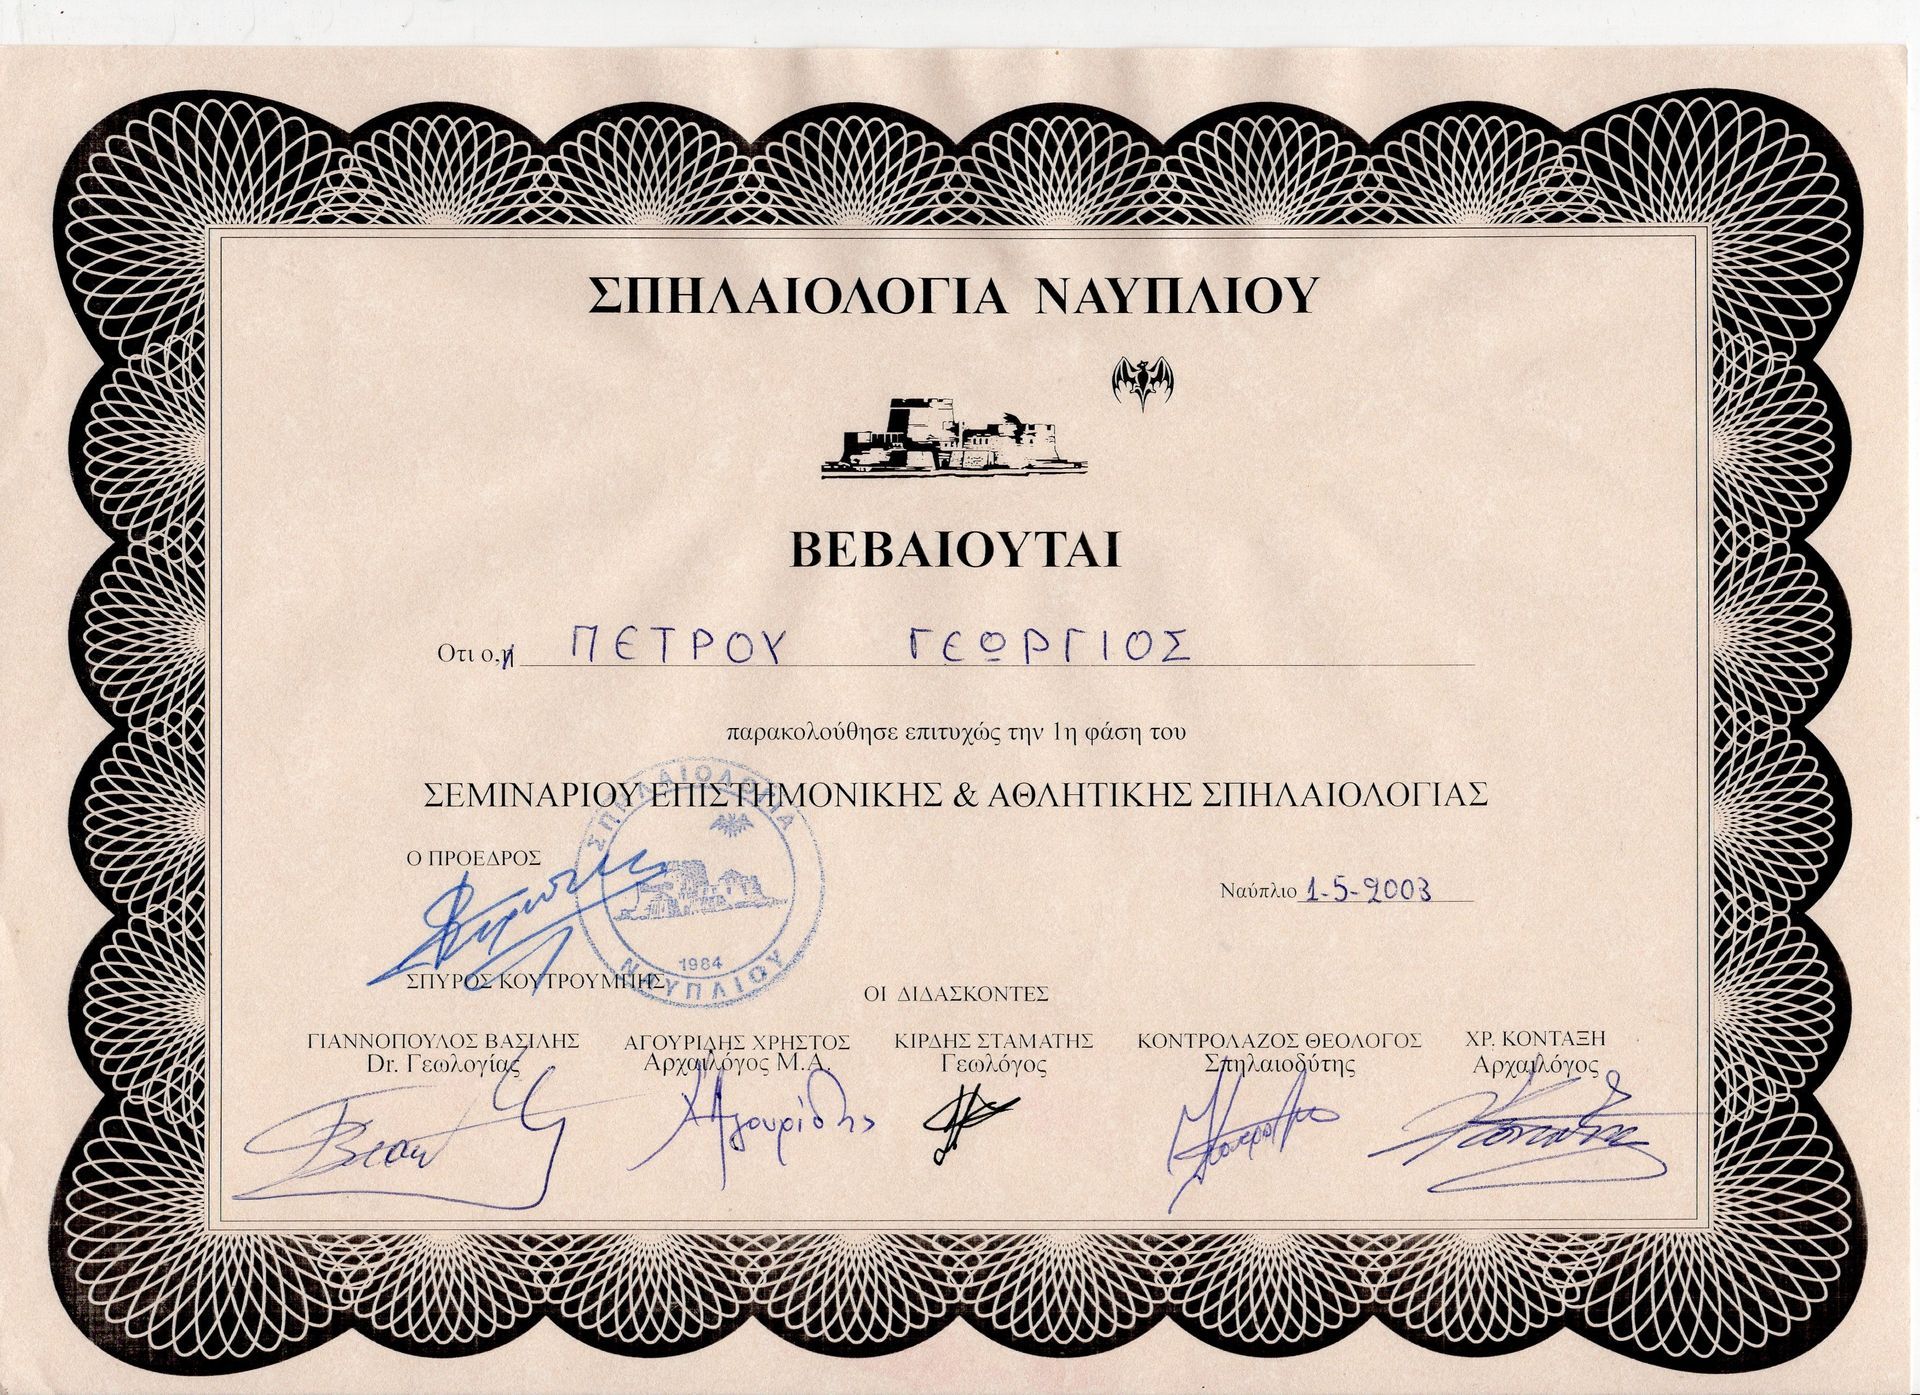 ΣΠΗΛΑΙΟΛΟΓΙΑ ΝΑΥΠΛΙΟΥ
ΒΕΒΑΙΟΥΤΑΙ
Οτι ο,η ΠΕΤΡΟΥ ΓΕΩΡΓΙΟΣ
παρακολούθησε επιτυχώς την 1η φάση του
ΣΕΜΙΝΑΡΙΟΥ ΕΠΙΣΤΗΜΟΝΙΚΗΣ & ΑΘΛΗΤΙΚΗΣ ΣΠΗΛΑΙΟΛΟΓΙΑΣ
Ο ΠΡΟΕΔΡΟΣ
Ναύπλιο 1-5-2003
ΣΠΗΛΑΙΟΛΟΓΙΑ
1984
ΝΑΥΠΛΙΟΥ
ΣΠΥΡΟΣ ΚΟΥΤΡΟΥΜΠΗΣ
ΟΙ ΔΙΔΑΣΚΟΝΤΕΣ
ΓΙΑΝΝΟΠΟΥΛΟΣ ΒΑΣΙΛΗΣ ΑΓΟΥΡΙΔΗΣ ΧΡΗΣΤΟΣ ΚΙΡΔΗΣ ΣΤΑΜΑΤΗΣ ΚΟΝΤΡΟΛΑΖΟΣ ΘΕΟΛΟΓΟΣ ΧΡ. ΚΟΝΤΑΞΗ
Dr. Γεωλογίας Αρχαιλόγος Μ.Α. Γεωλόγος Σπηλαιοδύτης Αρχαιλόγος
Αγουρίδης